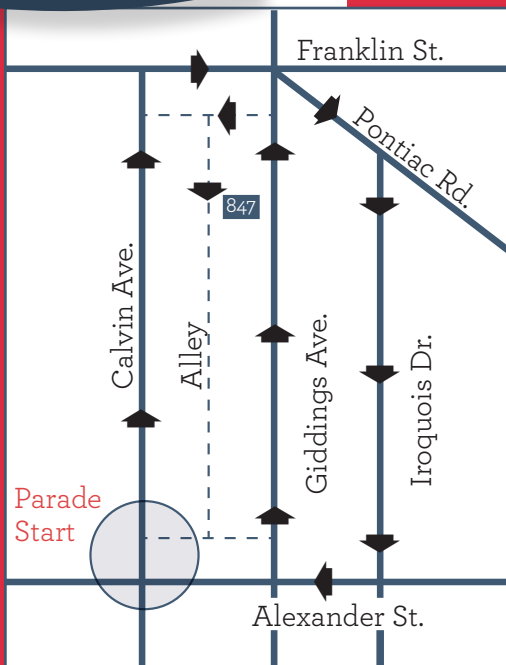 Franklin St.
Pontiac Rd.
847
Calvin Ave.
Alley
Giddings Ave.
Iroquois Dr.
Parade
Start
Alexander St.